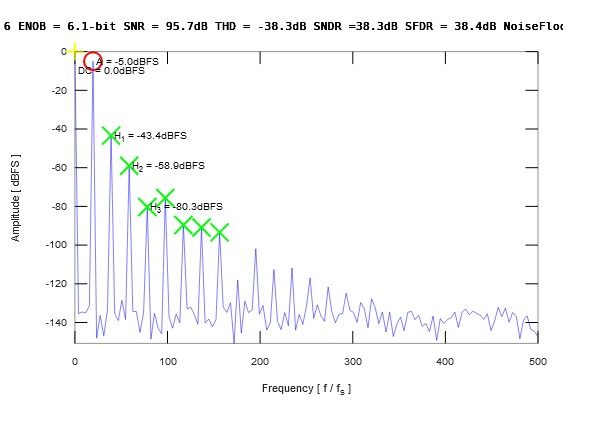 6 ENOB = 6.1-bit SNR = 95.7dB THD = -38.3dB SNDR =38.3dB SFDR = 38.4dB NoiseFloo
0
A = -5.0dBFS
DC = 0.0dBFS
-20
-40
H1 = -43.4dBFS
-60
H2 = -58.9dBFS
-80
H3 = -80.3dBFS
-100
-120
-140
Amplitude [ dBFS ]
0 100 200 300 400 500
Frequency [ f / fs ]